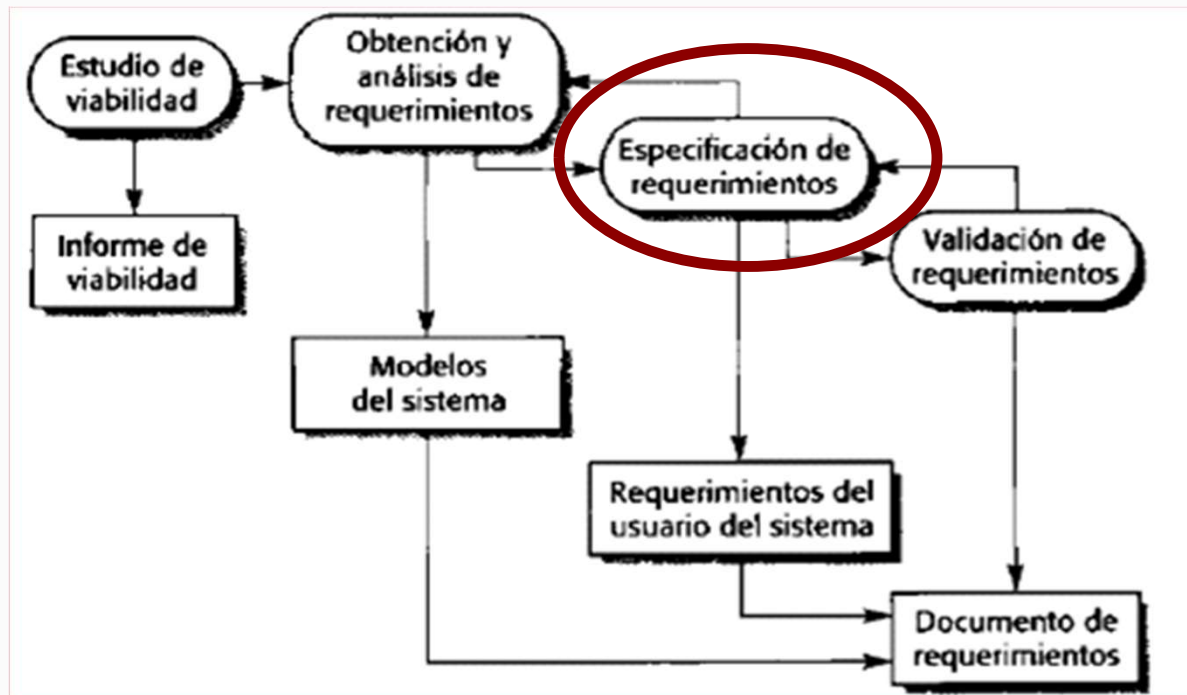 Estudio de
viabilidad
Obtención y
análisis de
requerimientos
Especificación de
requerimientos
Informe de
viabilidad
Validación de
requerimientos
Modelos
del sistema
Requerimientos del
usuario del sistema
Documento de
requerimientos